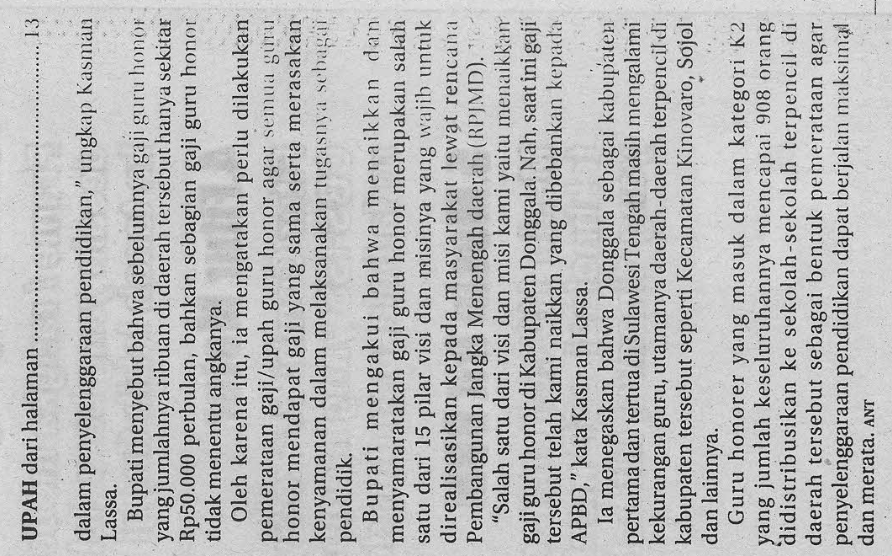 UPAH dari halaman ....................................................... 13
dalam penyelenggaraan pendidikan,” ungkap Kasman
Lassa.
Bupati menyebut bahwa sebelumnya gaji guru honor
yang jumlahnya ribuan di daerah tersebut hanya sekitar
Rp50.000 perbulan, bahkan sebagian gaji guru honor
tidak menentu angkanya.
Oleh karena itu, ia mengatakan perlu dilakukan
pemerataan gaji/upah guru honor agar semua guru
honor mendapat gaji yang sama serta merasakan
kenyamanan dalam melaksanakan tugasnya sebagai
pendidik.
Bupati mengakui bahwa menaikkan dan
menyamaratakan gaji guru honor merupakan salah
satu dari 15 pilar visi dan misinya yang wajib untuk
direalisasikan kepada masyarakat lewat rencana
Pembangunan Jangka Menengah daerah (RPJMD).
“Salah satu dari visi dan misi kami yaitu menaikkan
gaji guru honor di Kabupaten Donggala. Nah, saat ini gaji
tersebut telah kami naikkan yang dibebankan kepada
APBD,” kata Kasman Lassa.
Ia menegaskan bahwa Donggala sebagai kabupaten
pertama dan tertua di Sulawesi Tengah masih mengalami
kekurangan guru, utamanya daerah-daerah terpencil di
kabupaten tersebut seperti Kecamatan Kinovaro, Sojol
dan lainnya.
Guru honorer yang masuk dalam kategori K2
yang jumlah keseluruhannya mencapai 908 orang
didistribusikan ke sekolah-sekolah terpencil di
daerah tersebut sebagai bentuk pemerataan agar
penyelenggaraan pendidikan dapat berjalan maksimal
dan merata. ANT